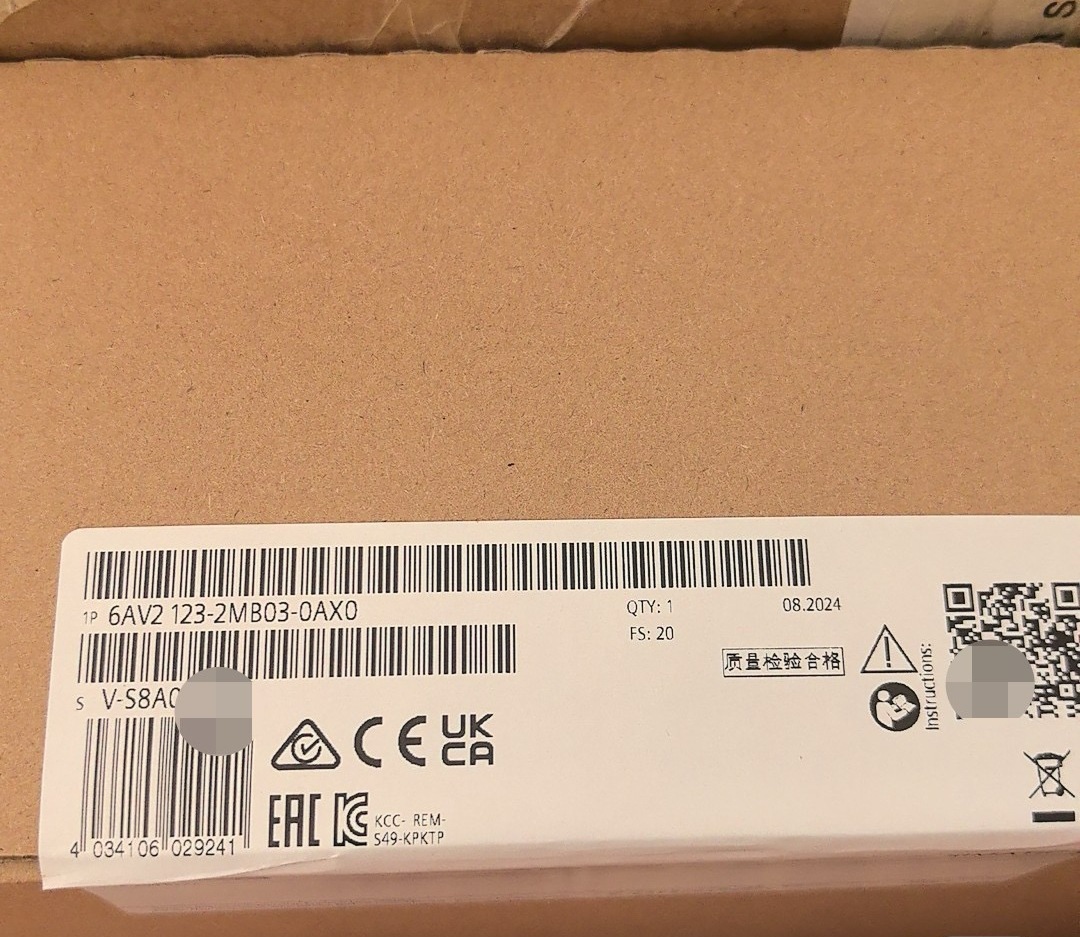 1P 6AV2 123-2MB03-0AX0
QTY: 1
08.2024
FS: 20
质量检验合格
S V-S8A0
Instructions:
CE
UK
CA
EAC
KCC- REM-
S49-KPKTP
4 034106 029241